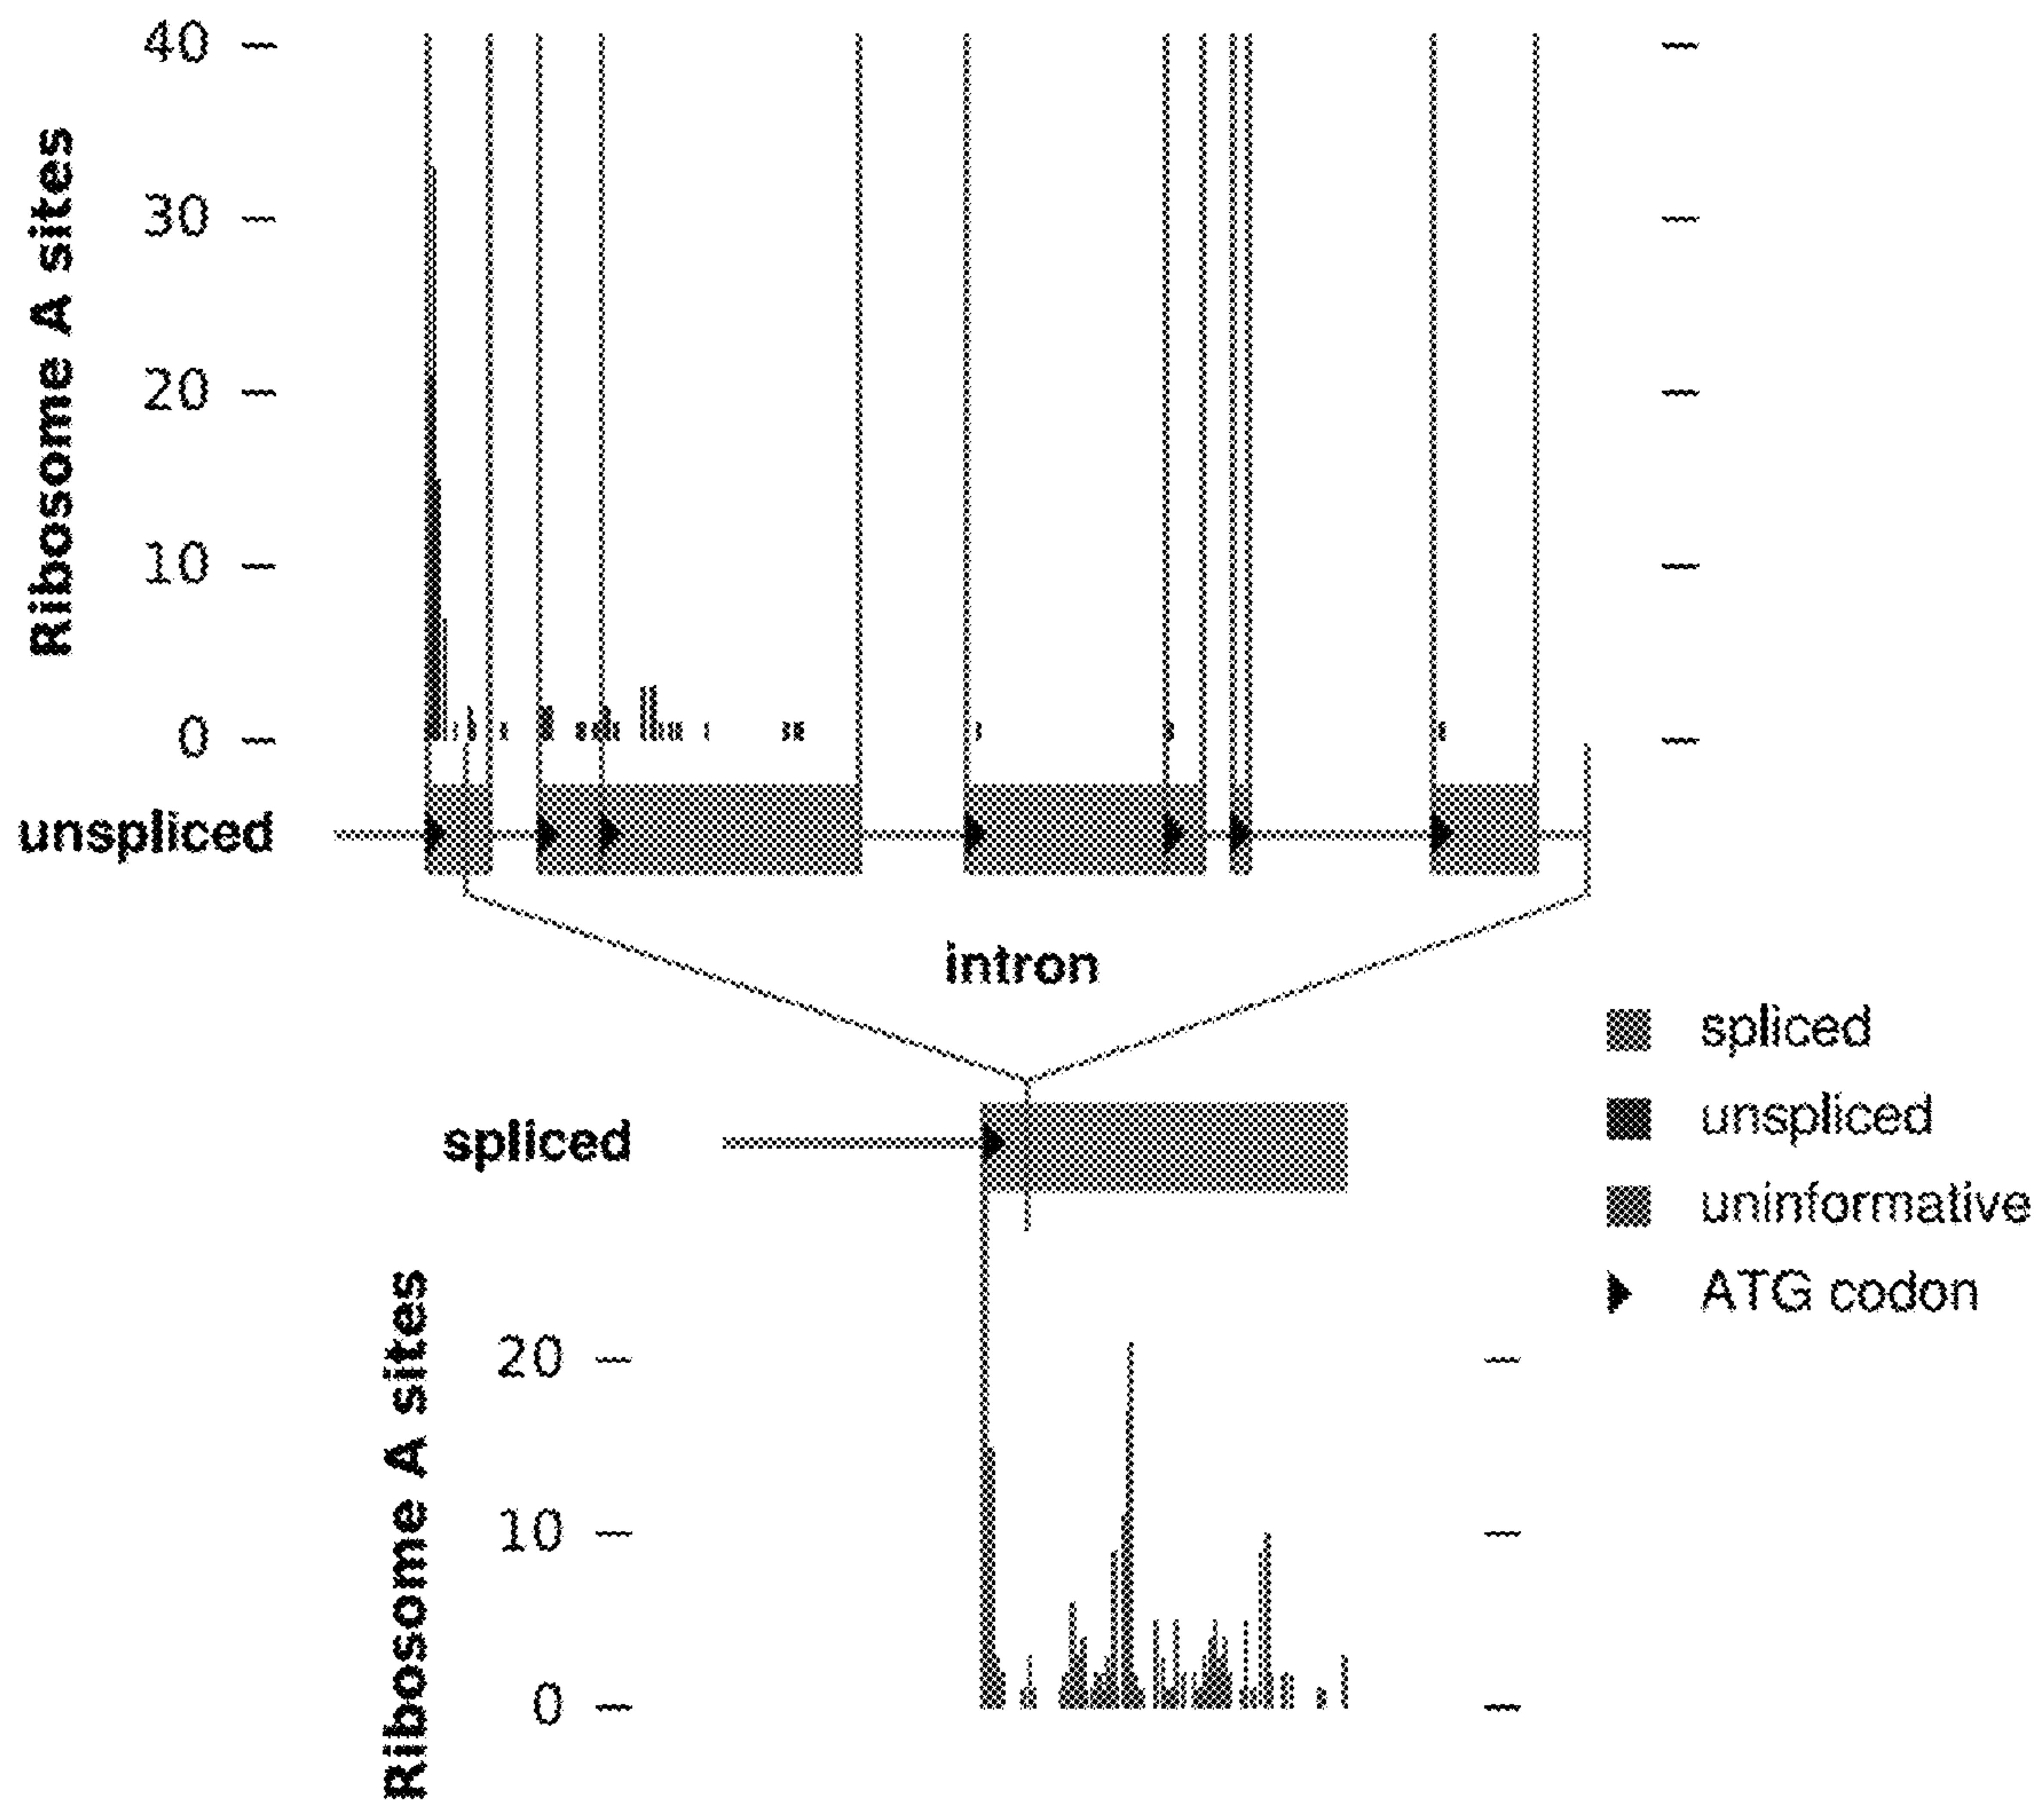 Ribosome A sites
40
30
20
10
0
unspliced
intron
spliced
spliced
unspliced
uninformative
ATG codon
Ribosome A sites
20
10
0